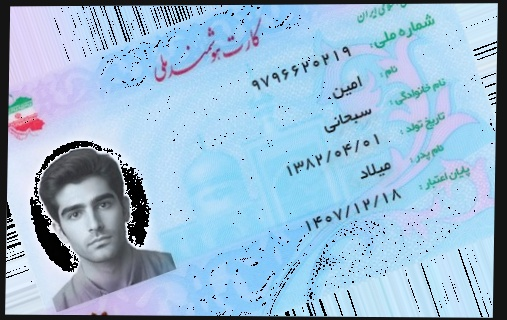 ایران
کارت هوشمند ملی
شماره ملی: ۹۷۹۶۶۲۰۲۱۹
نام: امین
نام خانوادگی: سبحانی
تاریخ تولد: ۱۳۸۲/۰۴/۰۱
نام پدر: میلاد
پایان اعتبار: ۱۴۰۷/۱۲/۱۸